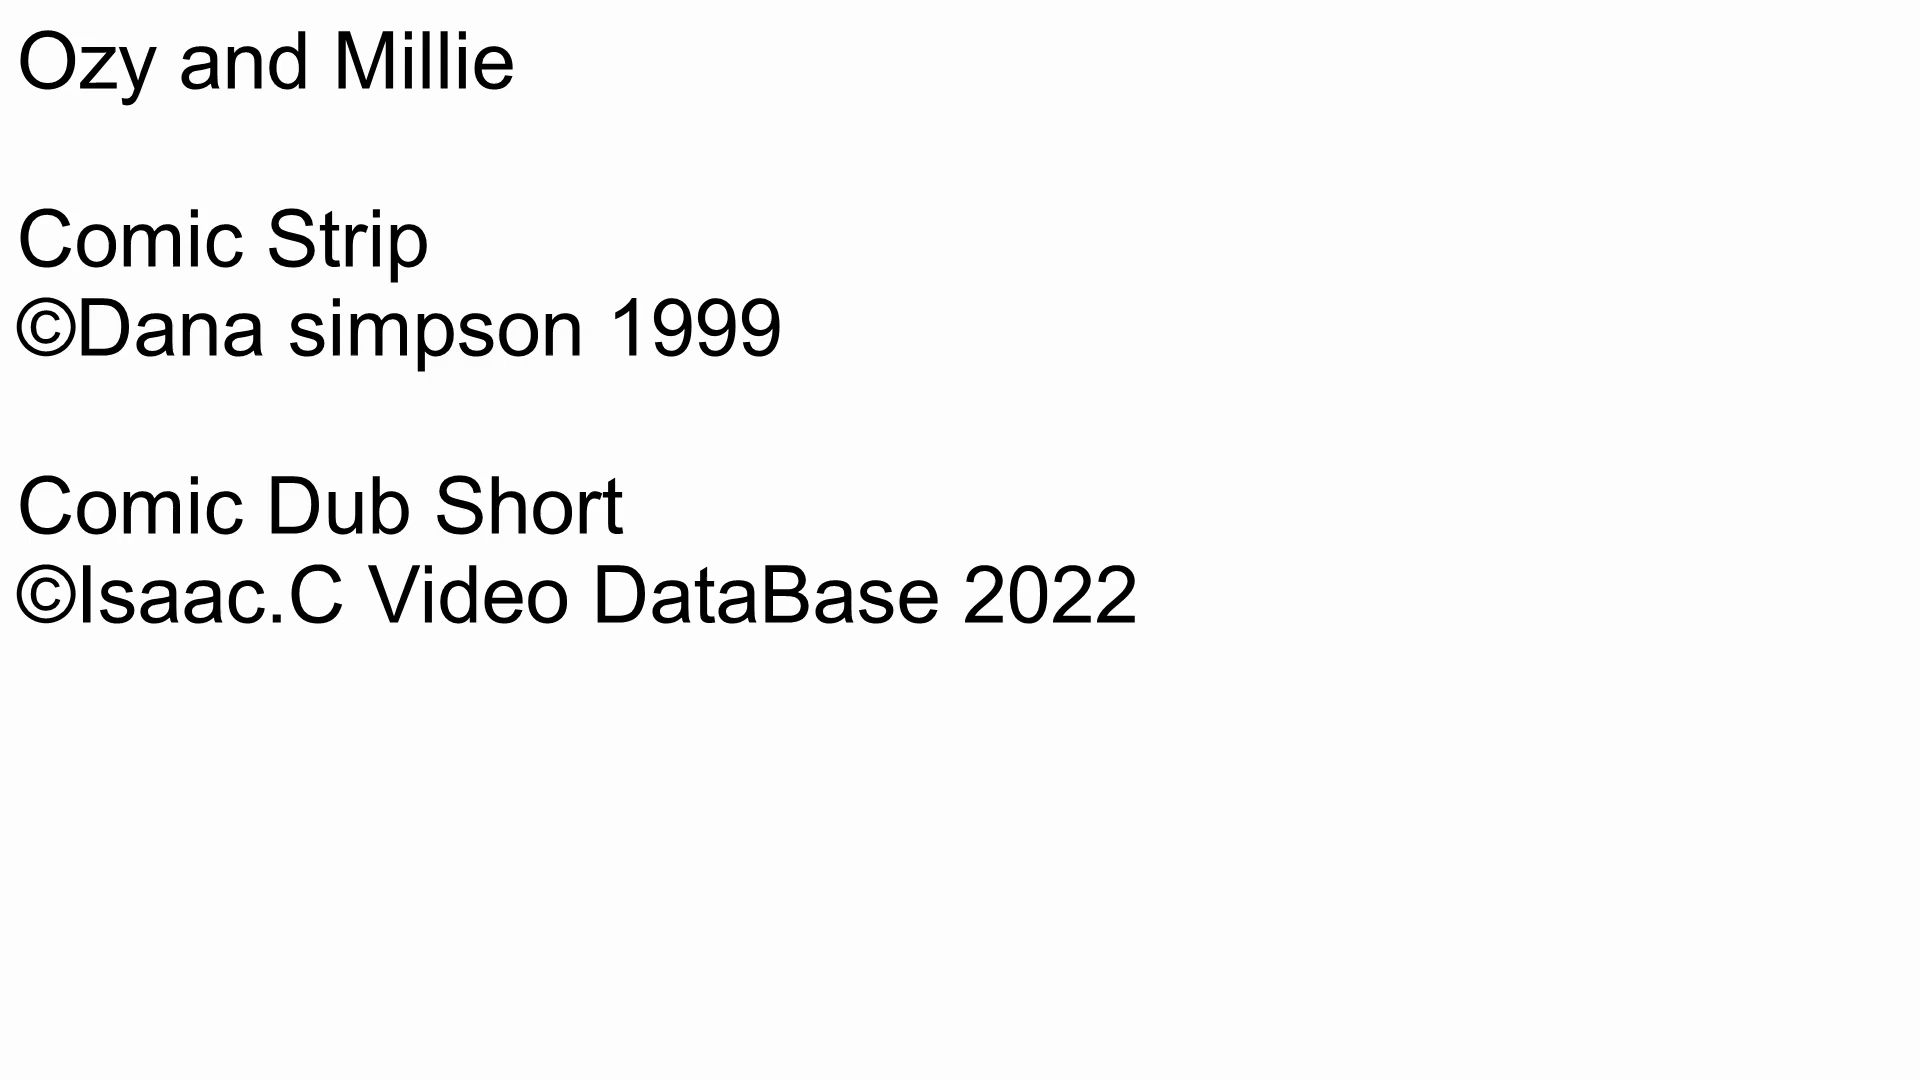 Ozy and Millie
Comic Strip
©Dana simpson 1999
Comic Dub Short
©Isaac.C Video DataBase 2022